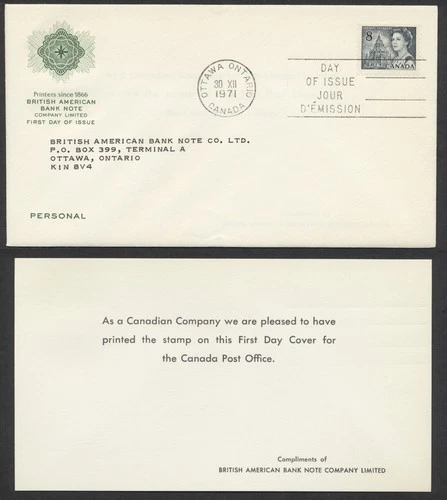 Printers since 1866
BRITISH AMERICAN
BANK NOTE
COMPANY LIMITED
FIRST DAY OF ISSUE
OTTAWA ONTARIO
30 XII
1971
CANADA
DAY
OF ISSUE
JOUR
D'ÉMISSION
8
CANADA
BRITISH AMERICAN BANK NOTE CO. LTD.
P.O. BOX 399, TERMINAL A
OTTAWA, ONTARIO
K1N 8V4
PERSONAL
As a Canadian Company we are pleased to have
printed the stamp on this First Day Cover for
the Canada Post Office.
Compliments of
BRITISH AMERICAN BANK NOTE COMPANY LIMITED